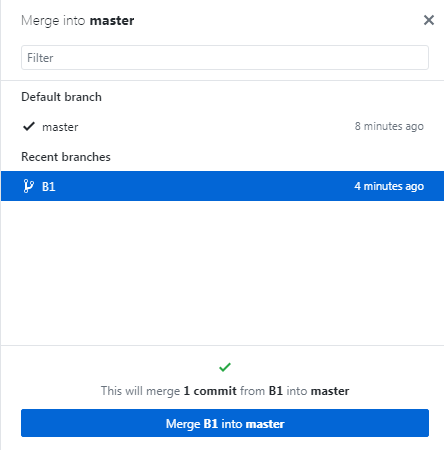 Merge into master
Filter
Default branch
master 8 minutes ago
Recent branches
B1 4 minutes ago
This will merge 1 commit from B1 into master
Merge B1 into master